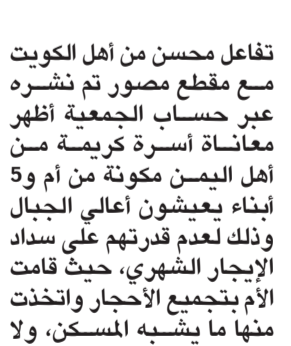 تفاعل محسن من أهل الكويت
مع مقطع مصور تم نشره
عبر حساب الجمعية أظهر
معاناة أسرة كريمة من
أهل اليمن مكونة من أم و5
أبناء يعيشون أعالي الجبال
وذلك لعدم قدرتهم على سداد
الإيجار الشهري، حيث قامت
الأم بتجميع الأحجار واتخذت
منها ما يشبه المسكن، ولا